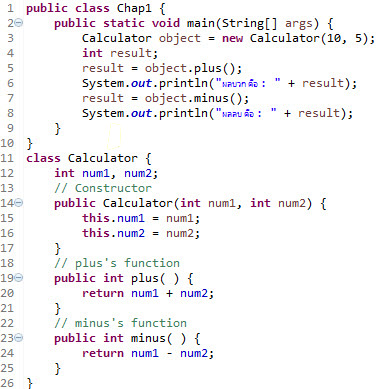 1 public class Chap1 {
2 public static void main(String[] args) {
3 Calculator object = new Calculator(10, 5);
4 int result;
5 result = object.plus();
6 System.out.println("ผลบวก คือ : " + result);
7 result = object.minus();
8 System.out.println("ผลลบ คือ : " + result);
9 }
10 }
11 class Calculator {
12 int num1, num2;
13 // Constructor
14 public Calculator(int num1, int num2) {
15 this.num1 = num1;
16 this.num2 = num2;
17 }
18 // plus's function
19 public int plus( ) {
20 return num1 + num2;
21 }
22 // minus's function
23 public int minus( ) {
24 return num1 - num2;
25 }
26 }